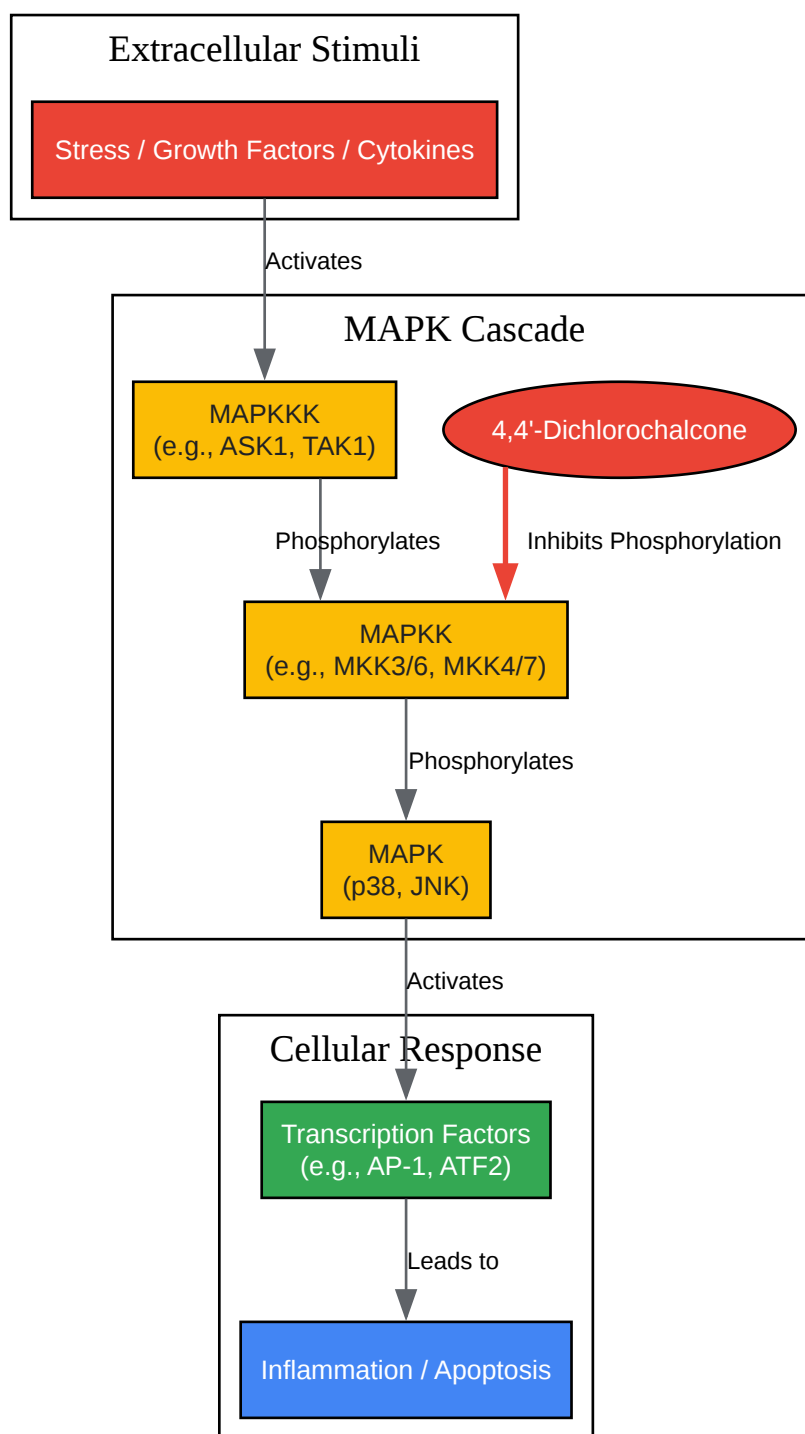 Extracellular Stimuli
Stress / Growth Factors / Cytokines
Activates
MAPK Cascade
MAPKKK
(e.g., ASK1, TAK1)
4,4'-Dichlorochalcone
Phosphorylates
Inhibits Phosphorylation
MAPKK
(e.g., MKK3/6, MKK4/7)
Phosphorylates
MAPK
(p38, JNK)
Activates
Cellular Response
Transcription Factors
(e.g., AP-1, ATF2)
Leads to
Inflammation / Apoptosis